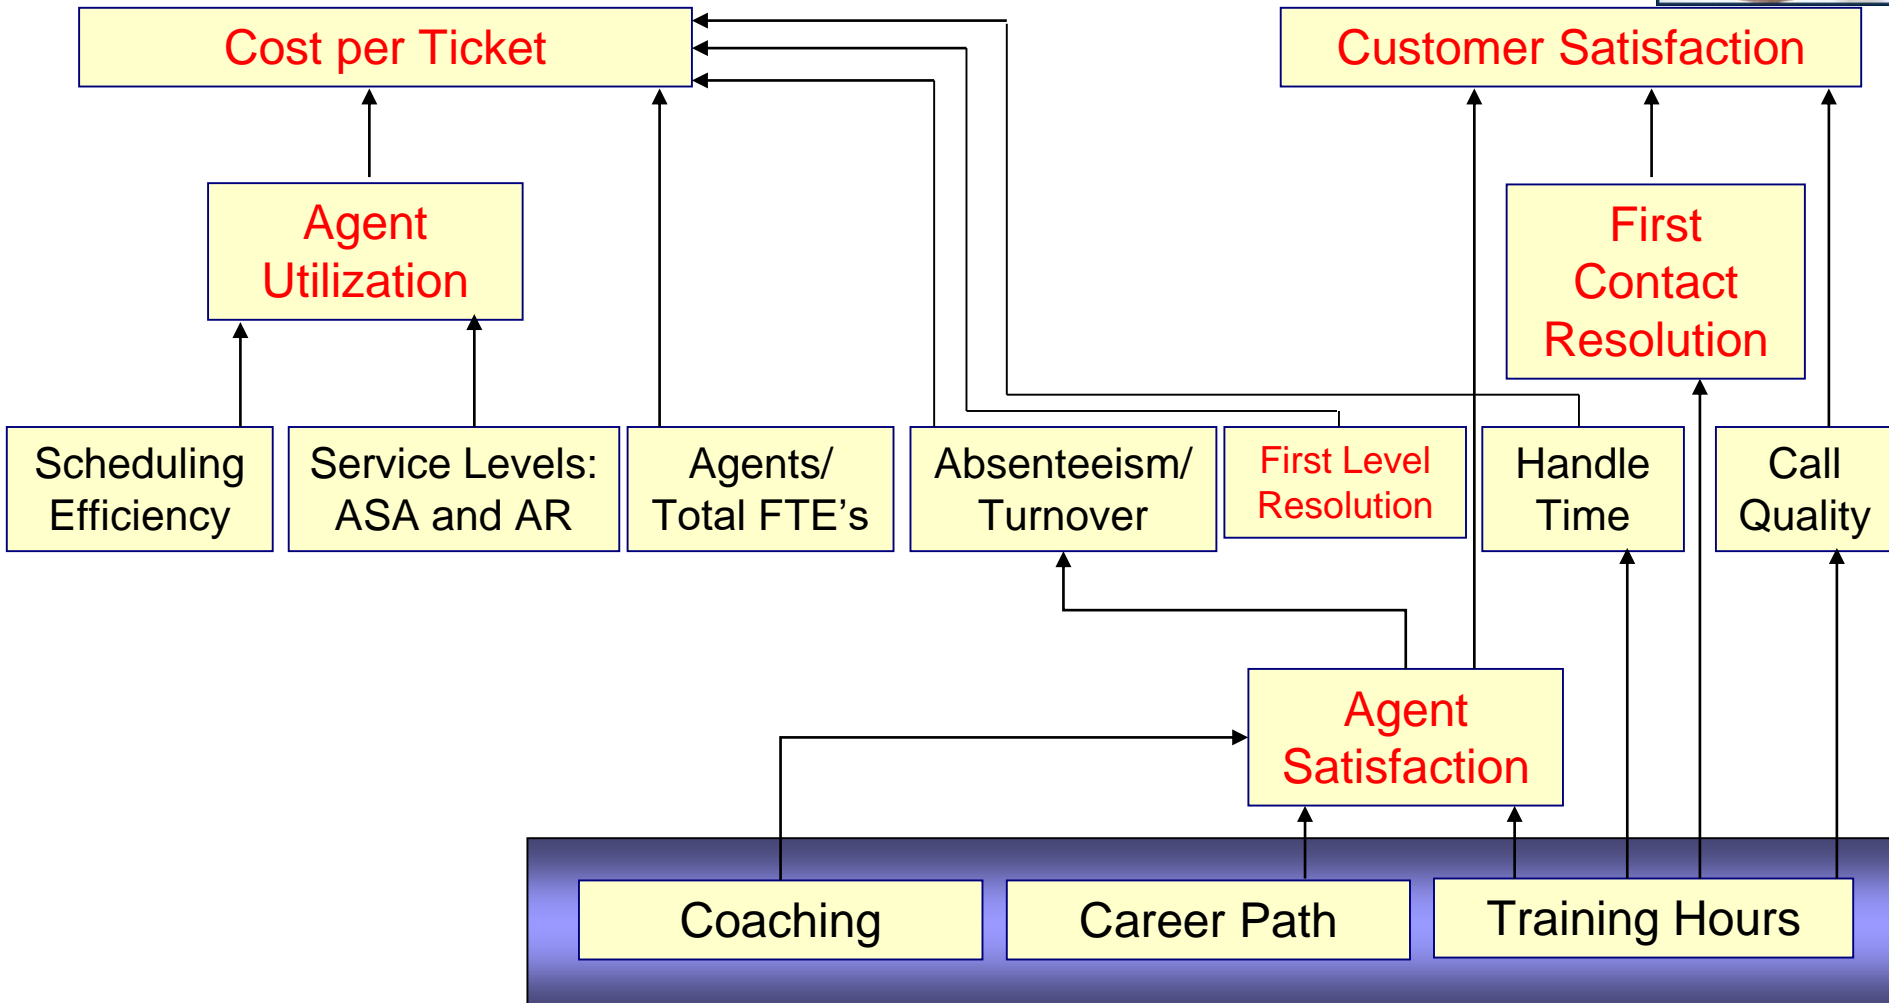 Cost per Ticket
Customer Satisfaction
Agent
Utilization
First
Contact
Resolution
Scheduling
Efficiency
Service Levels:
ASA and AR
Agents/
Total FTE's
Absenteeism/
Turnover
First Level
Resolution
Handle
Time
Call
Quality
Agent
Satisfaction
Coaching
Career Path
Training Hours